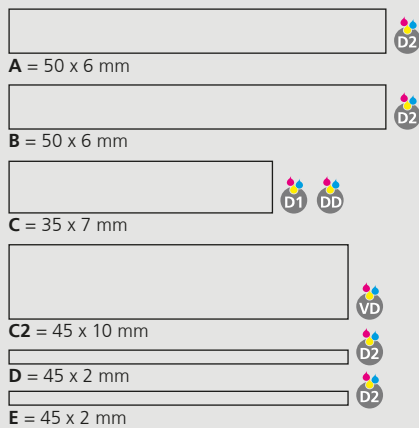 D2
A = 50 x 6 mm
D2
B = 50 x 6 mm
D1 DD
C = 35 x 7 mm
VD
C2 = 45 x 10 mm
D2
D = 45 x 2 mm
D2
E = 45 x 2 mm